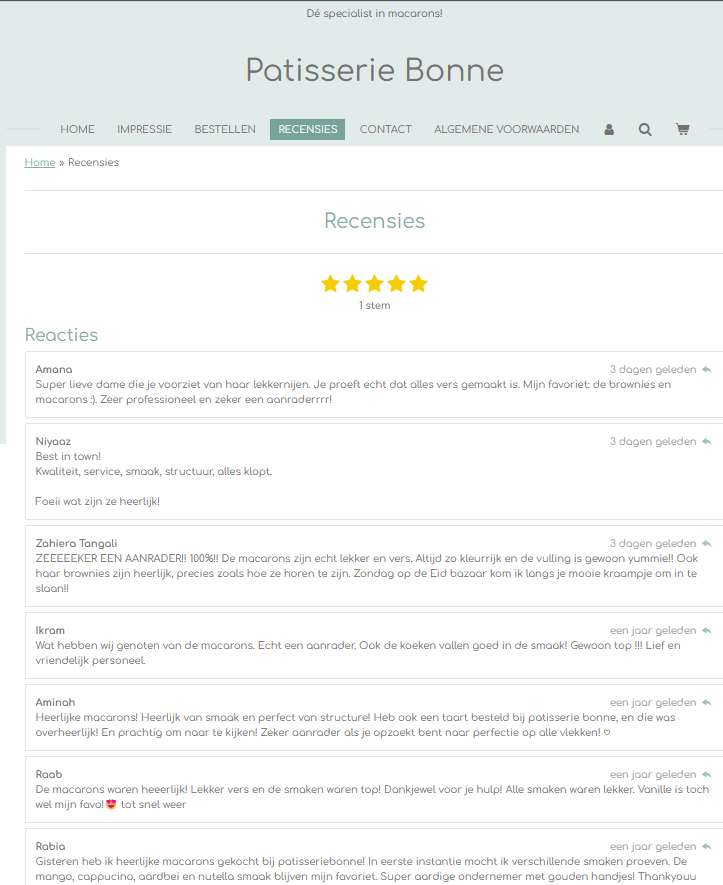 Dé specialist in macarons!
Patisserie Bonne
HOME IMPRESSIE BESTELLEN RECENSIES CONTACT ALGEMENE VOORWAARDEN
Home » Recensies
Recensies
1 stem
Reacties
Amana 3 dagen geleden
Super lieve dame die je voorziet van haar lekkernijen. Je proeft echt dat alles vers gemaakt is. Mijn favoriet: de brownies en
macarons :). Zeer professioneel en zeker een aanraderrrr!
Niyaaz 3 dagen geleden
Best in town!
Kwaliteit, service, smaak, structuur, alles klopt.
Foeii wat zijn ze heerlijk!
Zahiera Tangali 3 dagen geleden
ZEEEEEKER EEN AANRADER!! 100%!! De macarons zijn echt lekker en vers. Altijd zo kleurrijk en de vulling is gewoon yummie!! Ook
haar brownies zijn heerlijk, precies zoals hoe ze horen te zijn. Zondag op de Eid bazaar kom ik langs je mooie kraampje om in te
slaan!!
Ikram een jaar geleden
Wat hebben wij genoten van de macarons. Echt een aanrader. Ook de koeken vallen goed in de smaak! Gewoon top !!! Lief en
vriendelijk personeel.
Aminah een jaar geleden
Heerlijke macarons! Heerlijk van smaak en perfect van structure! Heb ook een taart besteld bij patisserie bonne, en die was
overheerlijk! En prachtig om naar te kijken! Zeker aanrader als je opzoekt bent naar perfectie op alle vlekken! ♡
Raab een jaar geleden
De macarons waren heeerlijk! Lekker vers en de smaken waren top! Dankjewel voor je hulp! Alle smaken waren lekker. Vanille is toch
wel mijn favo!😍 tot snel weer
Rabia een jaar geleden
Gisteren heb ik heerlijke macarons gekocht bij patisseriebonne! In eerste instantie mocht ik verschillende smaken proeven. De
mango, cappucino, aardbei en nutella smaak blijven mijn favoriet. Super aardige ondernemer met gouden handjes! Thankyouu